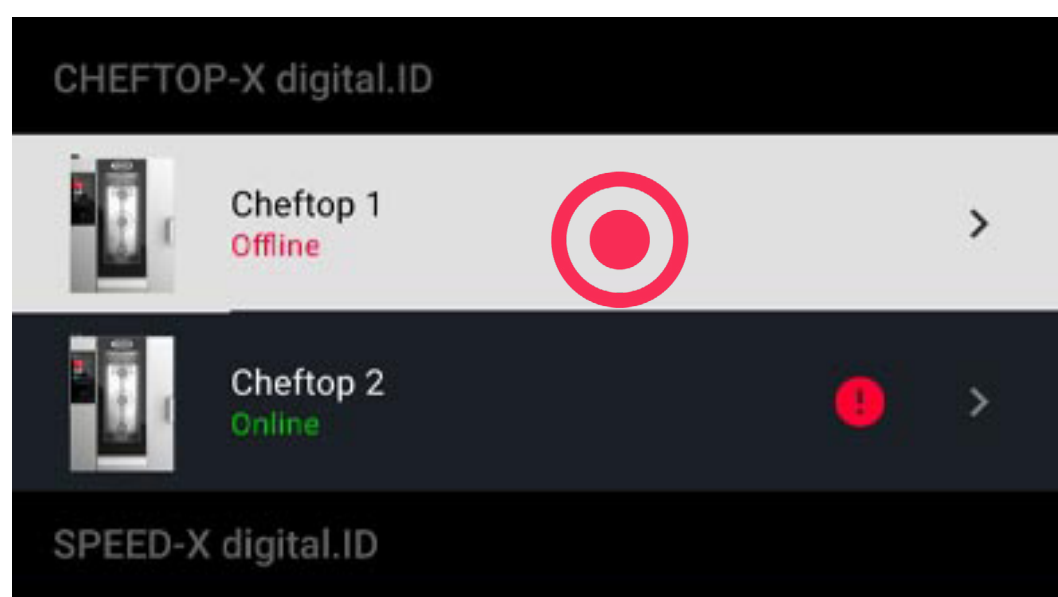 CHEFTOP-X digital.ID
Cheftop 1
Offline
Cheftop 2
Online
SPEED-X digital.ID